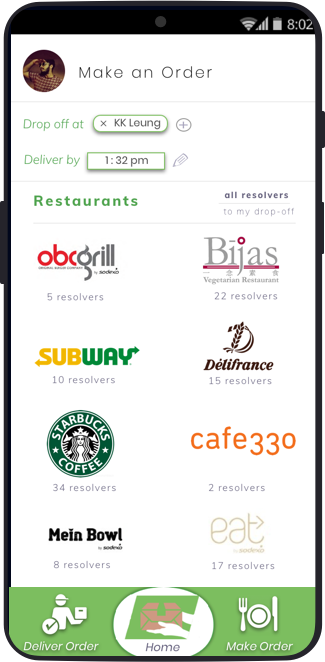 8:02
Make an Order
Drop off at × KK Leung
Deliver by 1:32 pm
Restaurants
all resolvers
to my drop-off
obcgrill
ORIGINAL BURGER COMPANY
by sodexo
5 resolvers
Bijas
一念素食
Vegetarian Restaurant
22 resolvers
SUBWAY
10 resolvers
Délifrance
15 resolvers
STARBUCKS
COFFEE
34 resolvers
cafe330
2 resolvers
Mein Bowl
by sodexo
8 resolvers
eat
by sodexo
17 resolvers
Deliver Order
Home
Make Order